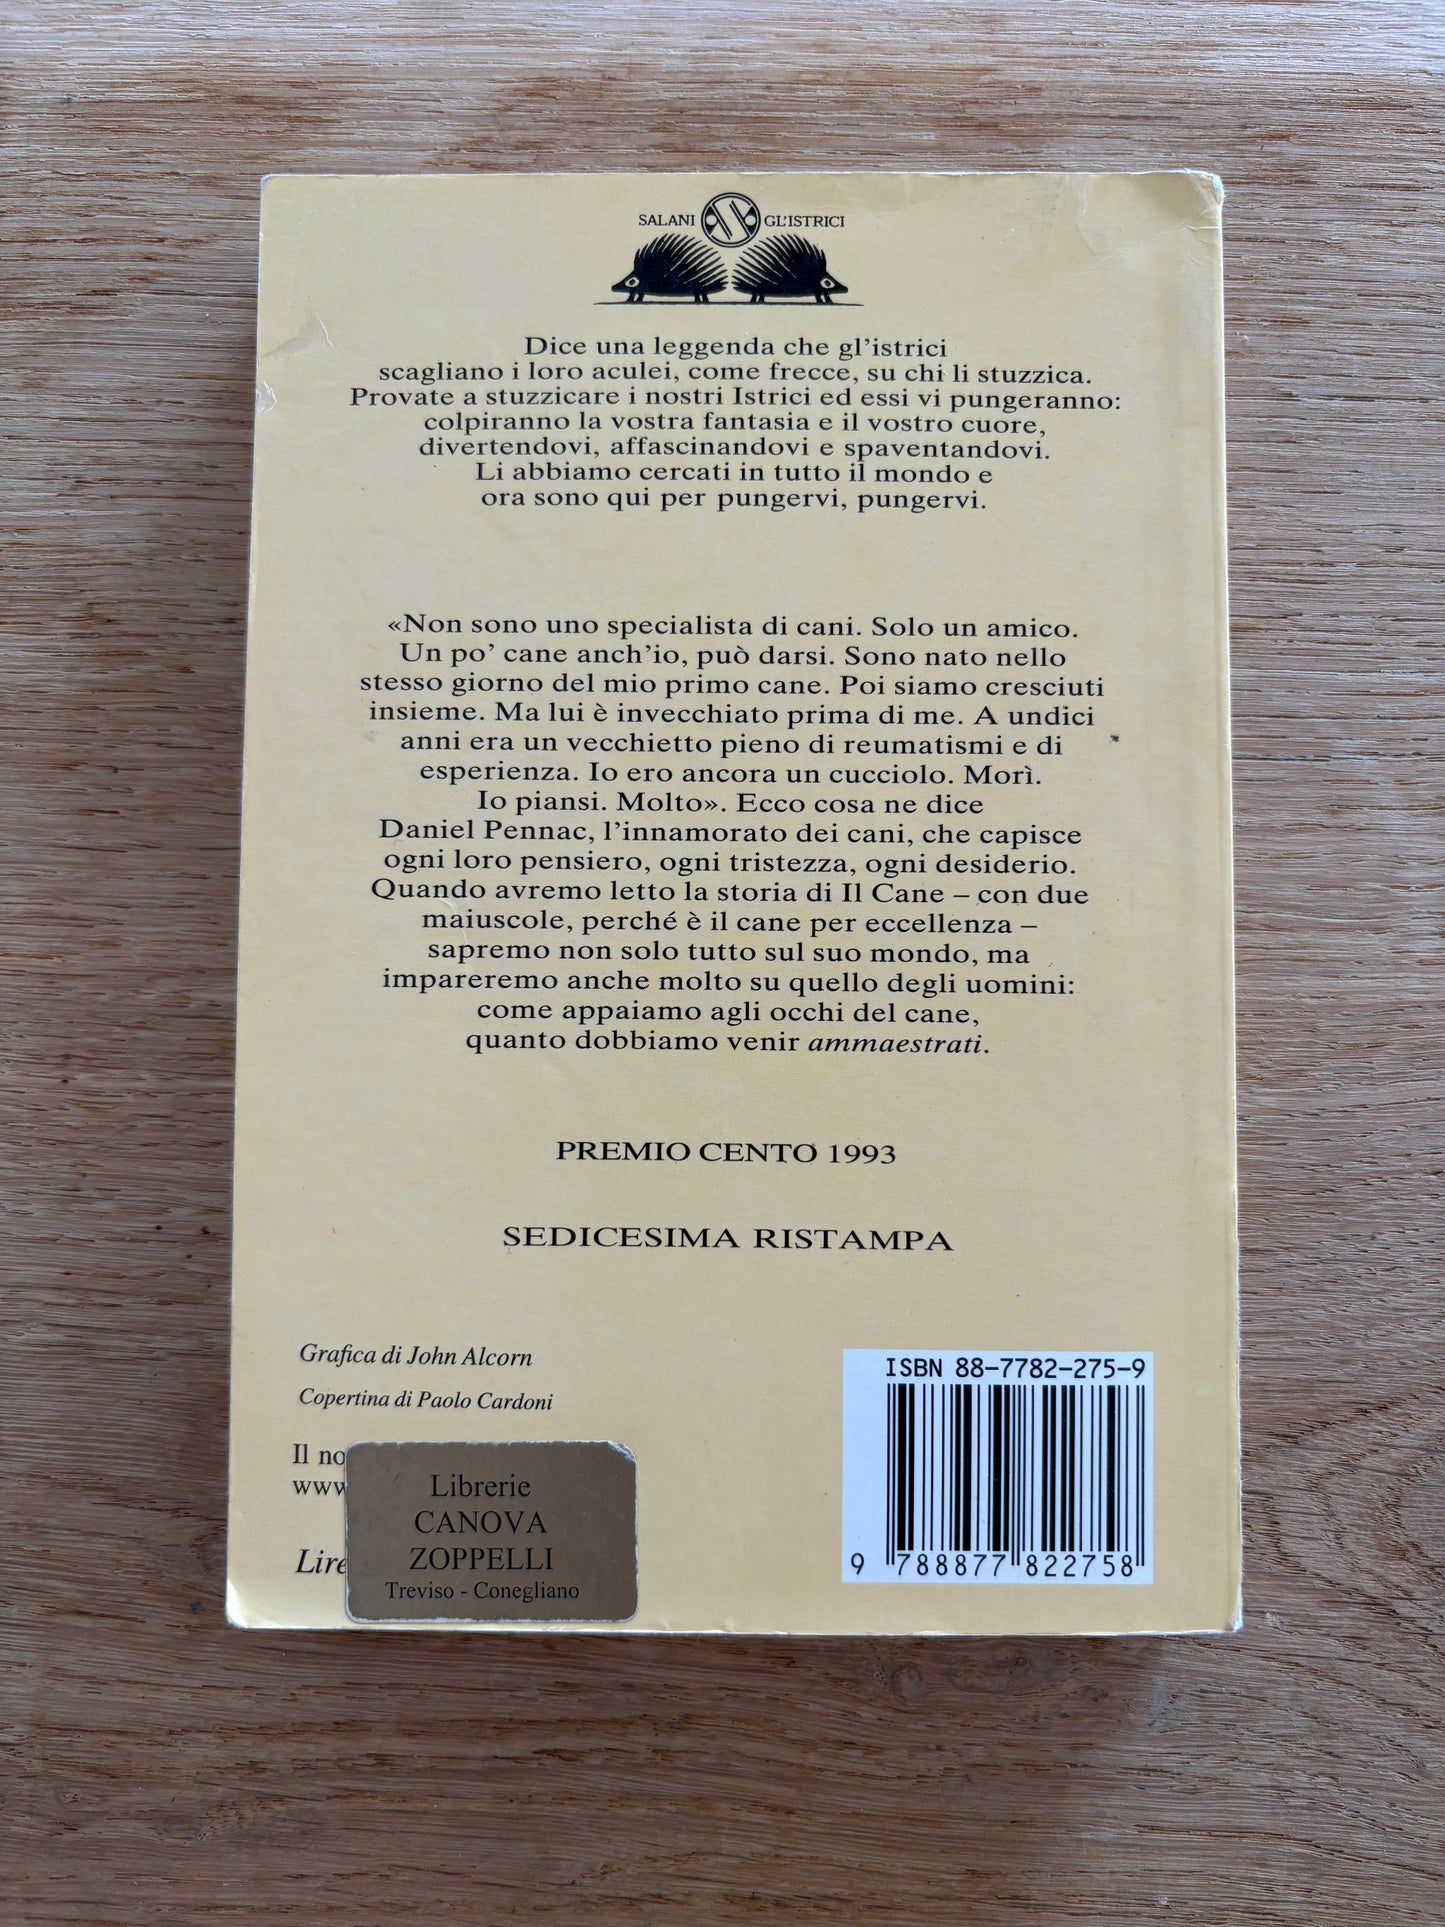 SALANI GL'ISTRICI
Dice una leggenda che gl'istrici
scagliano i loro aculei, come frecce, su chi li stuzzica.
Provate a stuzzicare i nostri Istrici ed essi vi pungeranno:
colpiranno la vostra fantasia e il vostro cuore,
divertendovi, affascinandovi e spaventandovi.
Li abbiamo cercati in tutto il mondo e
ora sono qui per pungervi, pungervi.
«Non sono uno specialista di cani. Solo un amico.
Un po' cane anch'io, può darsi. Sono nato nello
stesso giorno del mio primo cane. Poi siamo cresciuti
insieme. Ma lui è invecchiato prima di me. A undici
anni era un vecchietto pieno di reumatismi e di
esperienza. Io ero ancora un cucciolo. Morì.
Io piansi. Molto». Ecco cosa ne dice
Daniel Pennac, l'innamorato dei cani, che capisce
ogni loro pensiero, ogni tristezza, ogni desiderio.
Quando avremo letto la storia di Il Cane – con due
maiuscole, perché è il cane per eccellenza –
sapremo non solo tutto sul suo mondo, ma
impareremo anche molto su quello degli uomini:
come appaiamo agli occhi del cane,
quanto dobbiamo venir ammaestrati.
PREMIO CENTO 1993
SEDICESIMA RISTAMPA
Grafica di John Alcorn
Copertina di Paolo Cardoni
Il no
www
Lire
Librerie
CANOVA
ZOPPELLI
Treviso - Conegliano
ISBN 88-7782-275-9
9 788877 822758